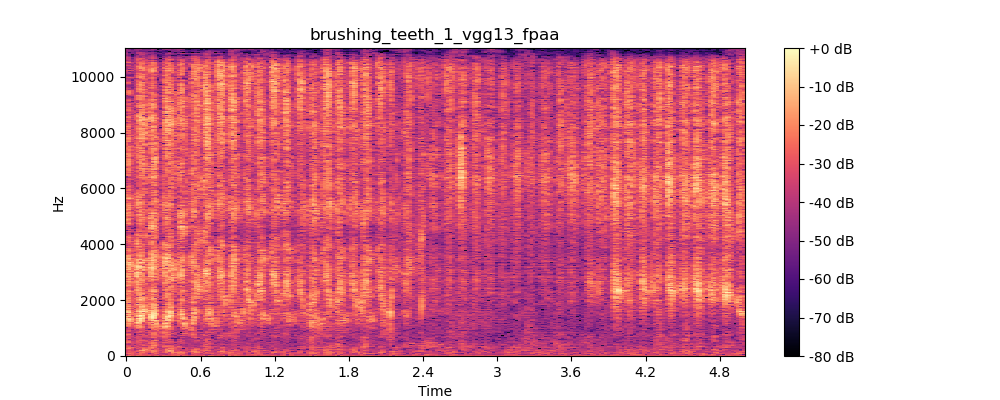 brushing_teeth_1_vgg13_fpaa
10000
8000
6000
4000
2000
0
Hz
0 0.6 1.2 1.8 2.4 3 3.6 4.2 4.8
Time
+0 dB
-10 dB
-20 dB
-30 dB
-40 dB
-50 dB
-60 dB
-70 dB
-80 dB